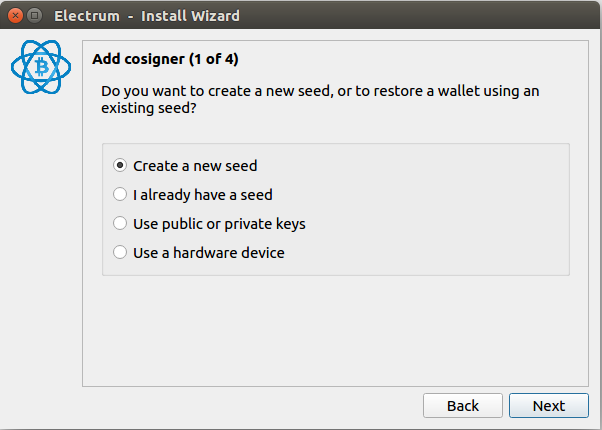 Electrum - Install Wizard
Add cosigner (1 of 4)
Do you want to create a new seed, or to restore a wallet using an
existing seed?
Create a new seed
I already have a seed
Use public or private keys
Use a hardware device
Back Next